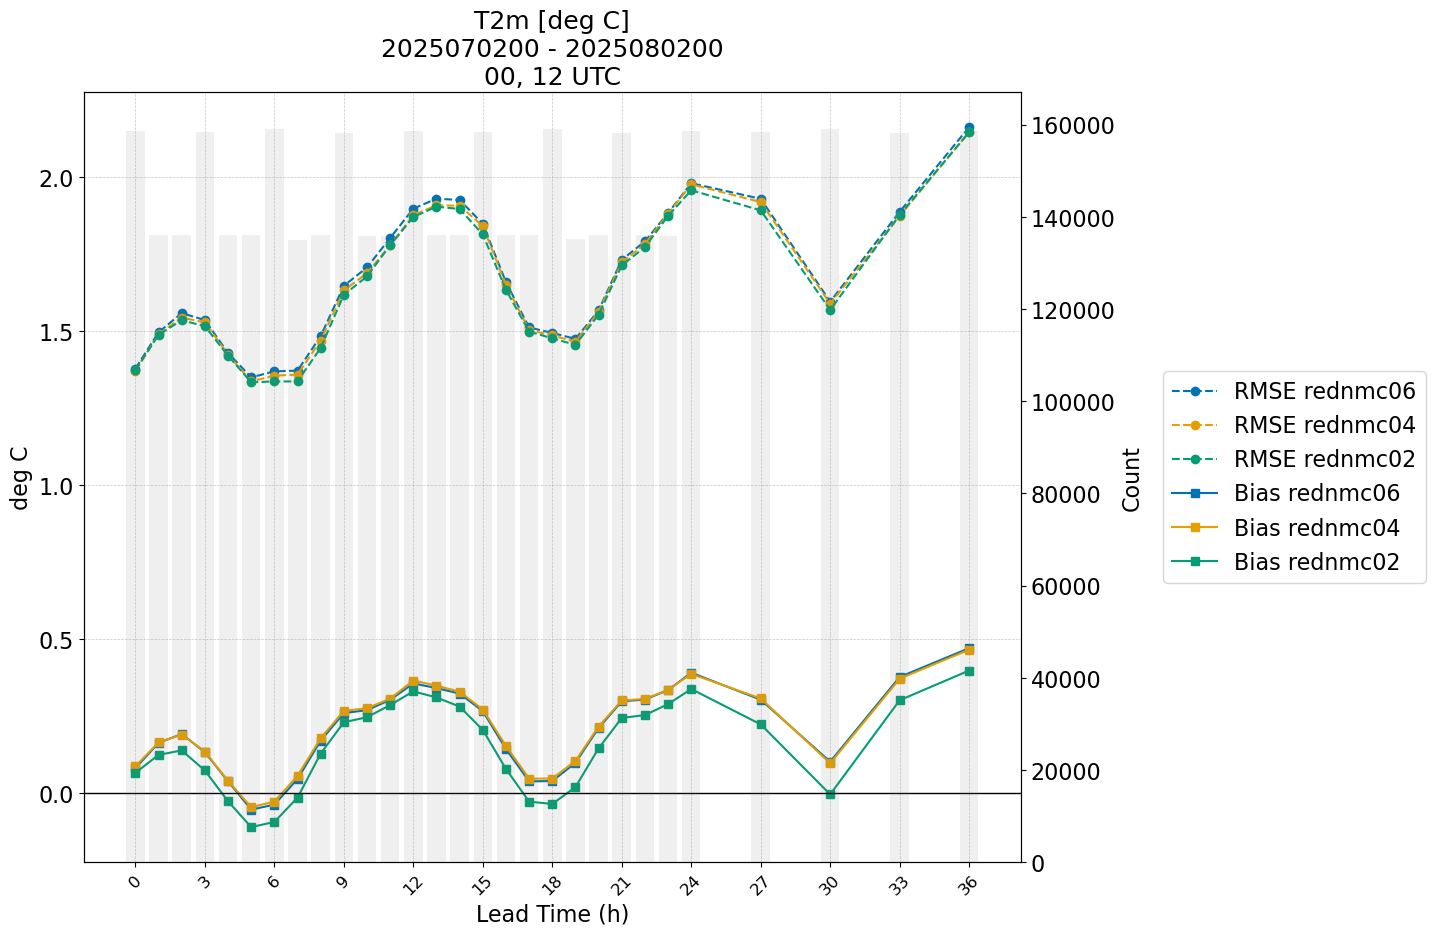 T2m [deg C]
2025070200 - 2025080200
00, 12 UTC
2.0
1.5
1.0
0.5
0.0
deg C
160000
140000
120000
100000
80000
60000
40000
20000
0
Count
0
3
6
9
12
15
18
21
24
27
30
33
36
Lead Time (h)
RMSE rednmc06
RMSE rednmc04
RMSE rednmc02
Bias rednmc06
Bias rednmc04
Bias rednmc02